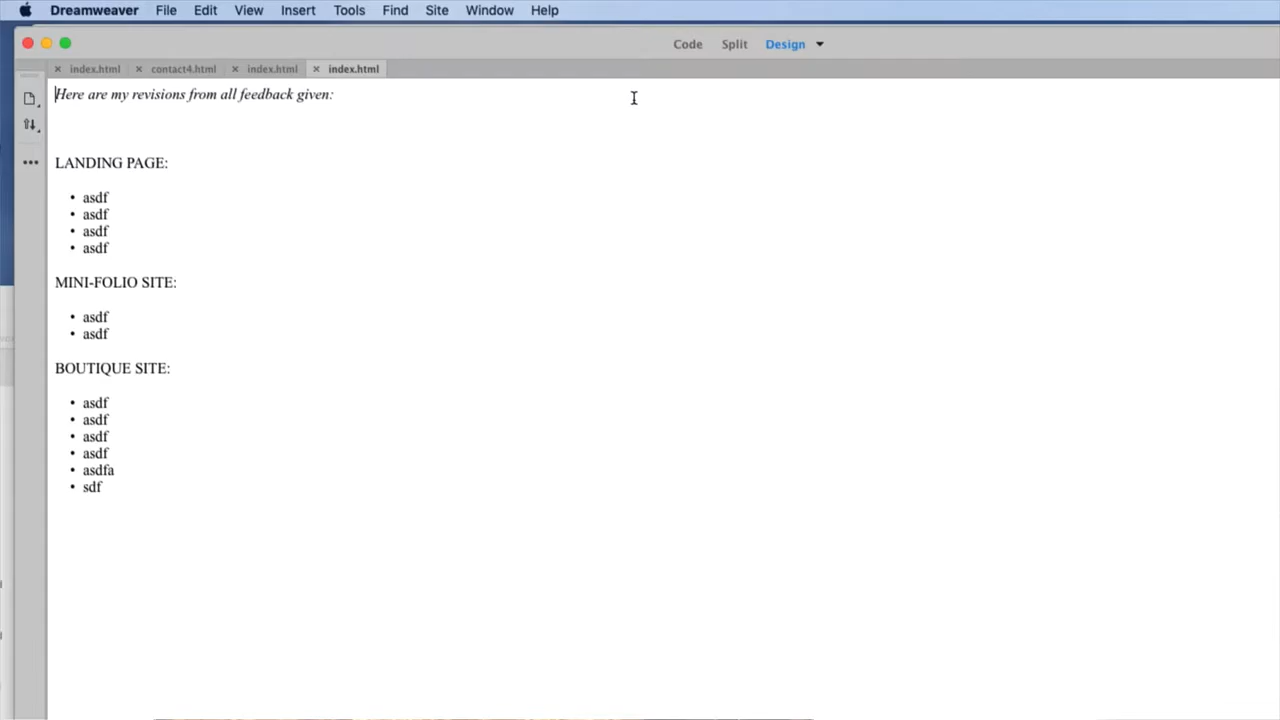 Dreamweaver File Edit View Insert Tools Find Site Window Help
Code Split Design
index.html contact4.html index.html index.html
Here are my revisions from all feedback given:
LANDING PAGE:
• asdf
• asdf
• asdf
• asdf
MINI-FOLIO SITE:
• asdf
• asdf
BOUTIQUE SITE:
• asdf
• asdf
• asdf
• asdf
• asdfa
• sdf